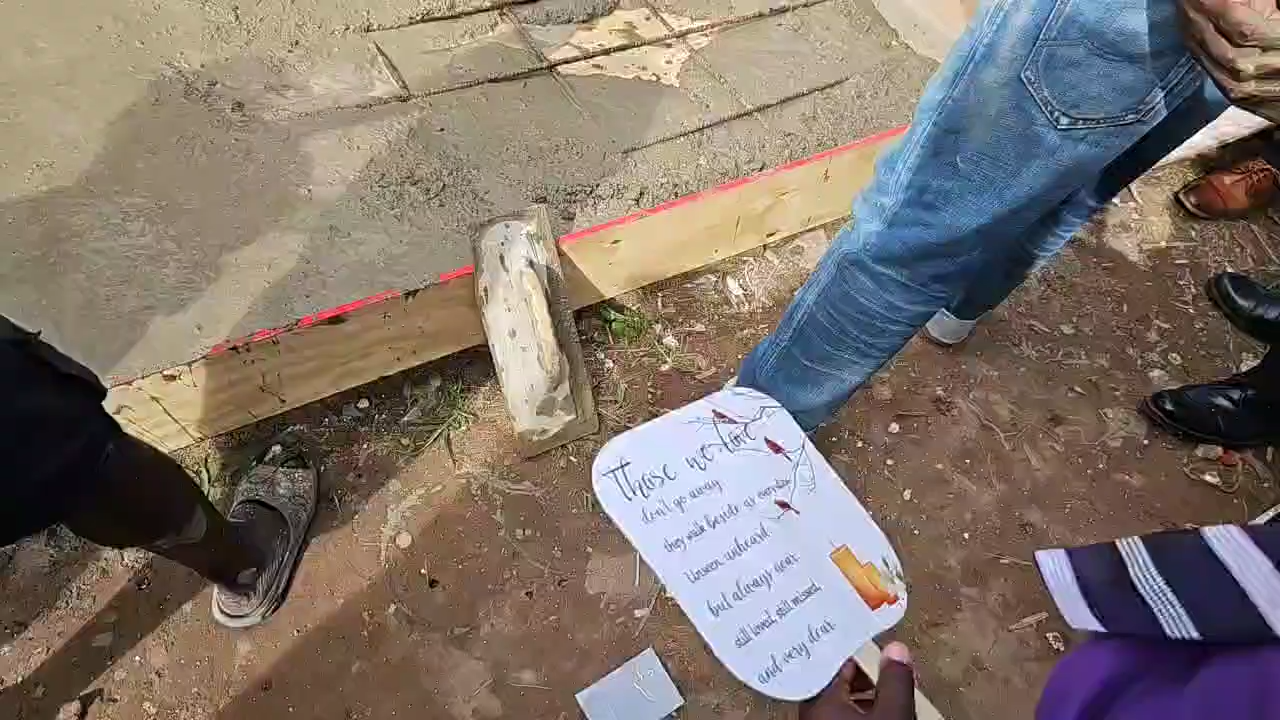 Those we love
don't go away
they walk beside us everyday
Unseen, unheard,
but always near.
still loved, still missed,
and very dear.